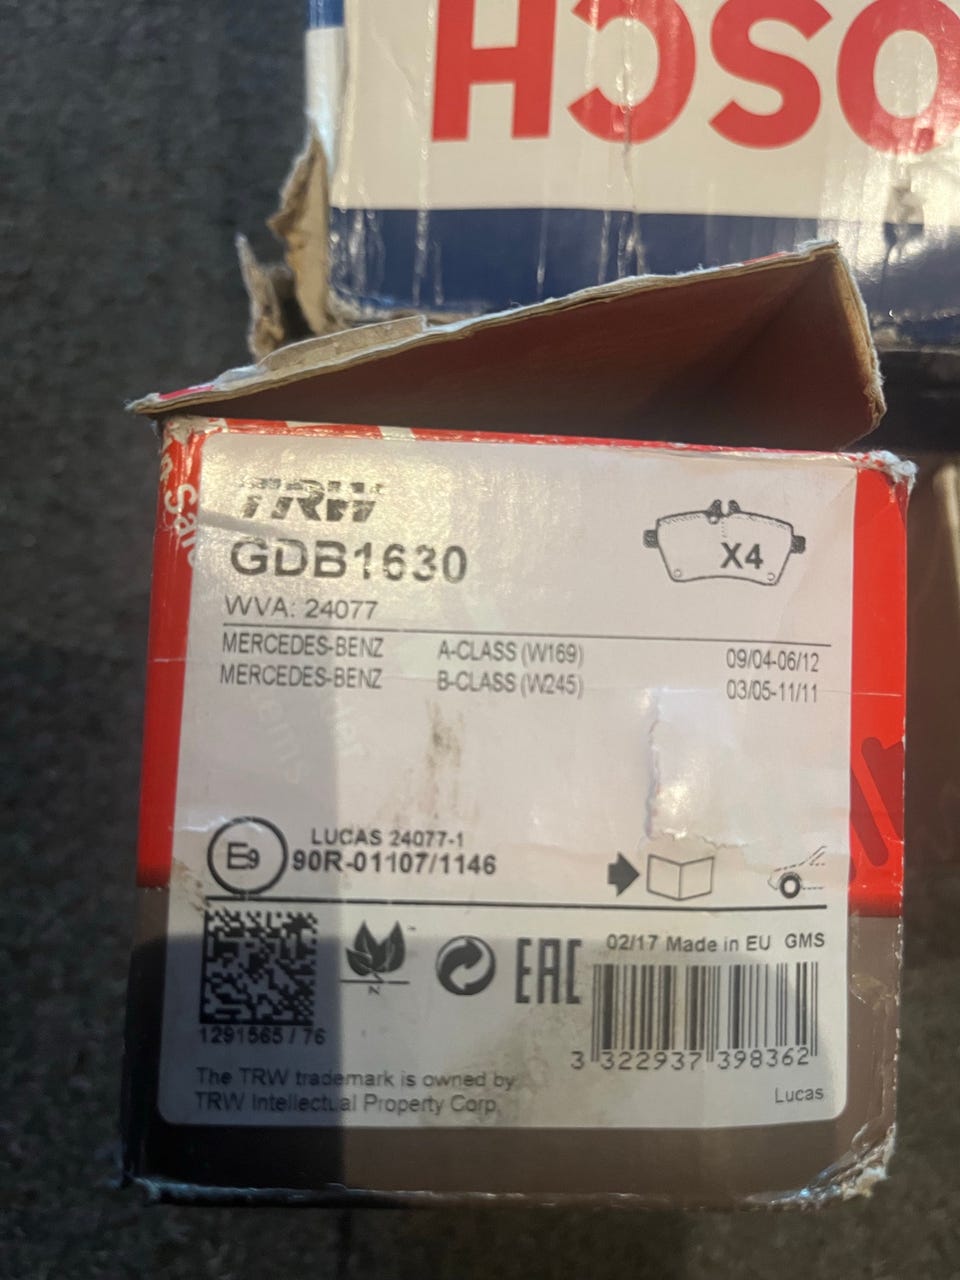 BOSCH
TRW
GDB1630
X4
WVA: 24077
MERCEDES-BENZ A-CLASS (W169) 09/04-06/12
MERCEDES-BENZ B-CLASS (W245) 03/05-11/11
E9
LUCAS 24077-1
90R-01107/1146
02/17 Made in EU GMS
N
EAC
1291565 / 76
3 322937 398362
The TRW trademark is owned by
TRW Intellectual Property Corp.
Lucas